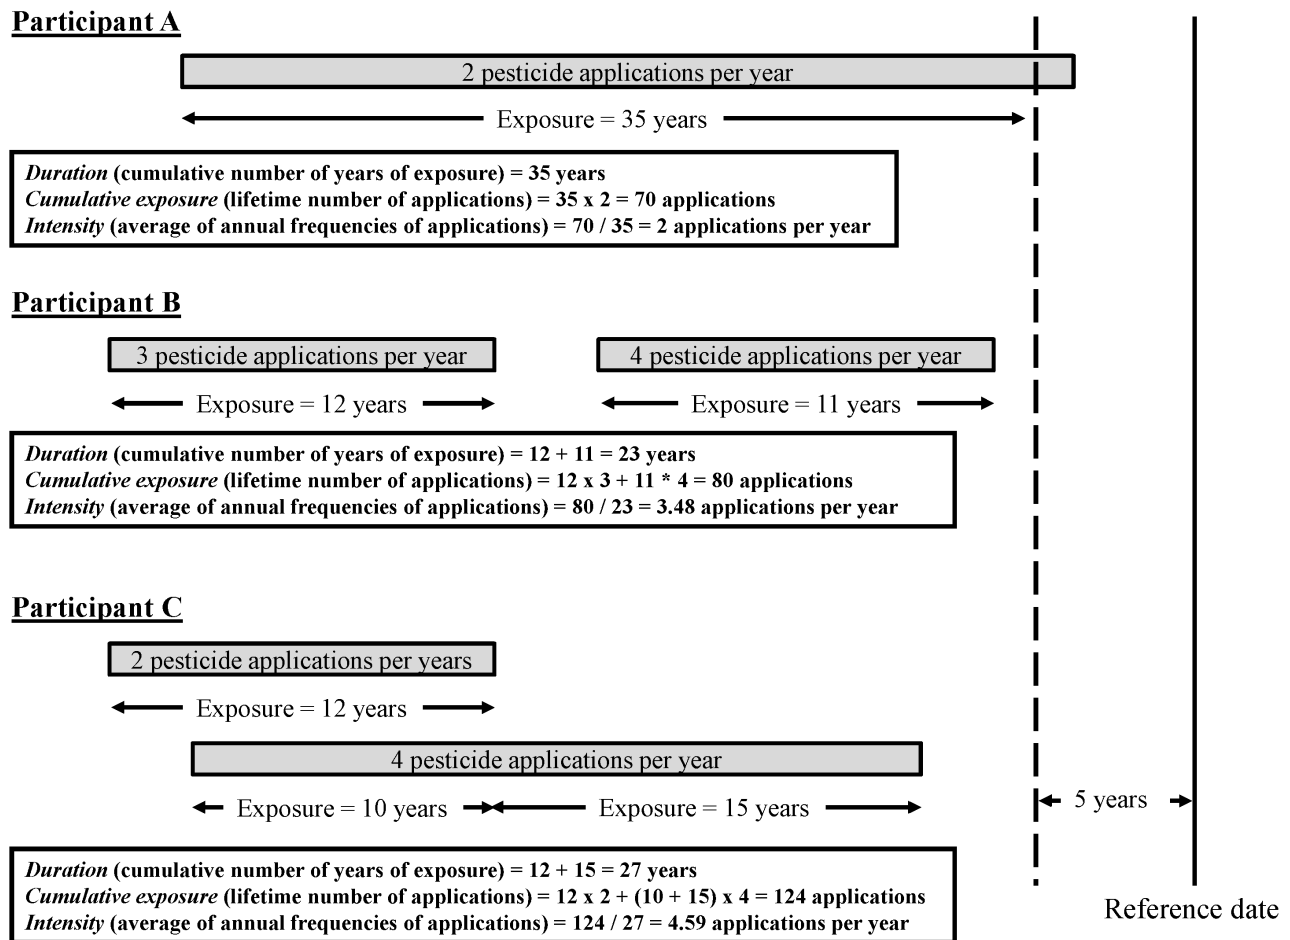 Participant A
2 pesticide applications per year
Exposure = 35 years
Duration (cumulative number of years of exposure) = 35 years
Cumulative exposure (lifetime number of applications) = 35 x 2 = 70 applications
Intensity (average of annual frequencies of applications) = 70 / 35 = 2 applications per year
Participant B
3 pesticide applications per year
4 pesticide applications per year
Exposure = 12 years
Exposure = 11 years
Duration (cumulative number of years of exposure) = 12 + 11 = 23 years
Cumulative exposure (lifetime number of applications) = 12 x 3 + 11 * 4 = 80 applications
Intensity (average of annual frequencies of applications) = 80 / 23 = 3.48 applications per year
Participant C
2 pesticide applications per years
Exposure = 12 years
4 pesticide applications per year
Exposure = 10 years
Exposure = 15 years
5 years
Duration (cumulative number of years of exposure) = 12 + 15 = 27 years
Cumulative exposure (lifetime number of applications) = 12 x 2 + (10 + 15) x 4 = 124 applications
Intensity (average of annual frequencies of applications) = 124 / 27 = 4.59 applications per year
Reference date